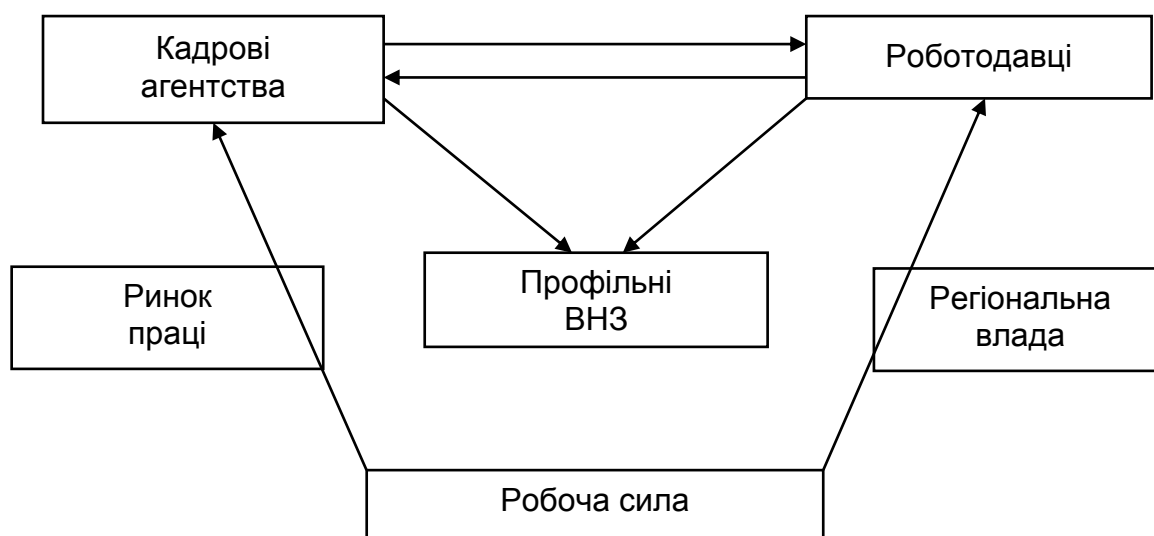 Кадрові
агентства
Роботодавці
Профільні
ВНЗ
Ринок
праці
Регіональна
влада
Робоча сила